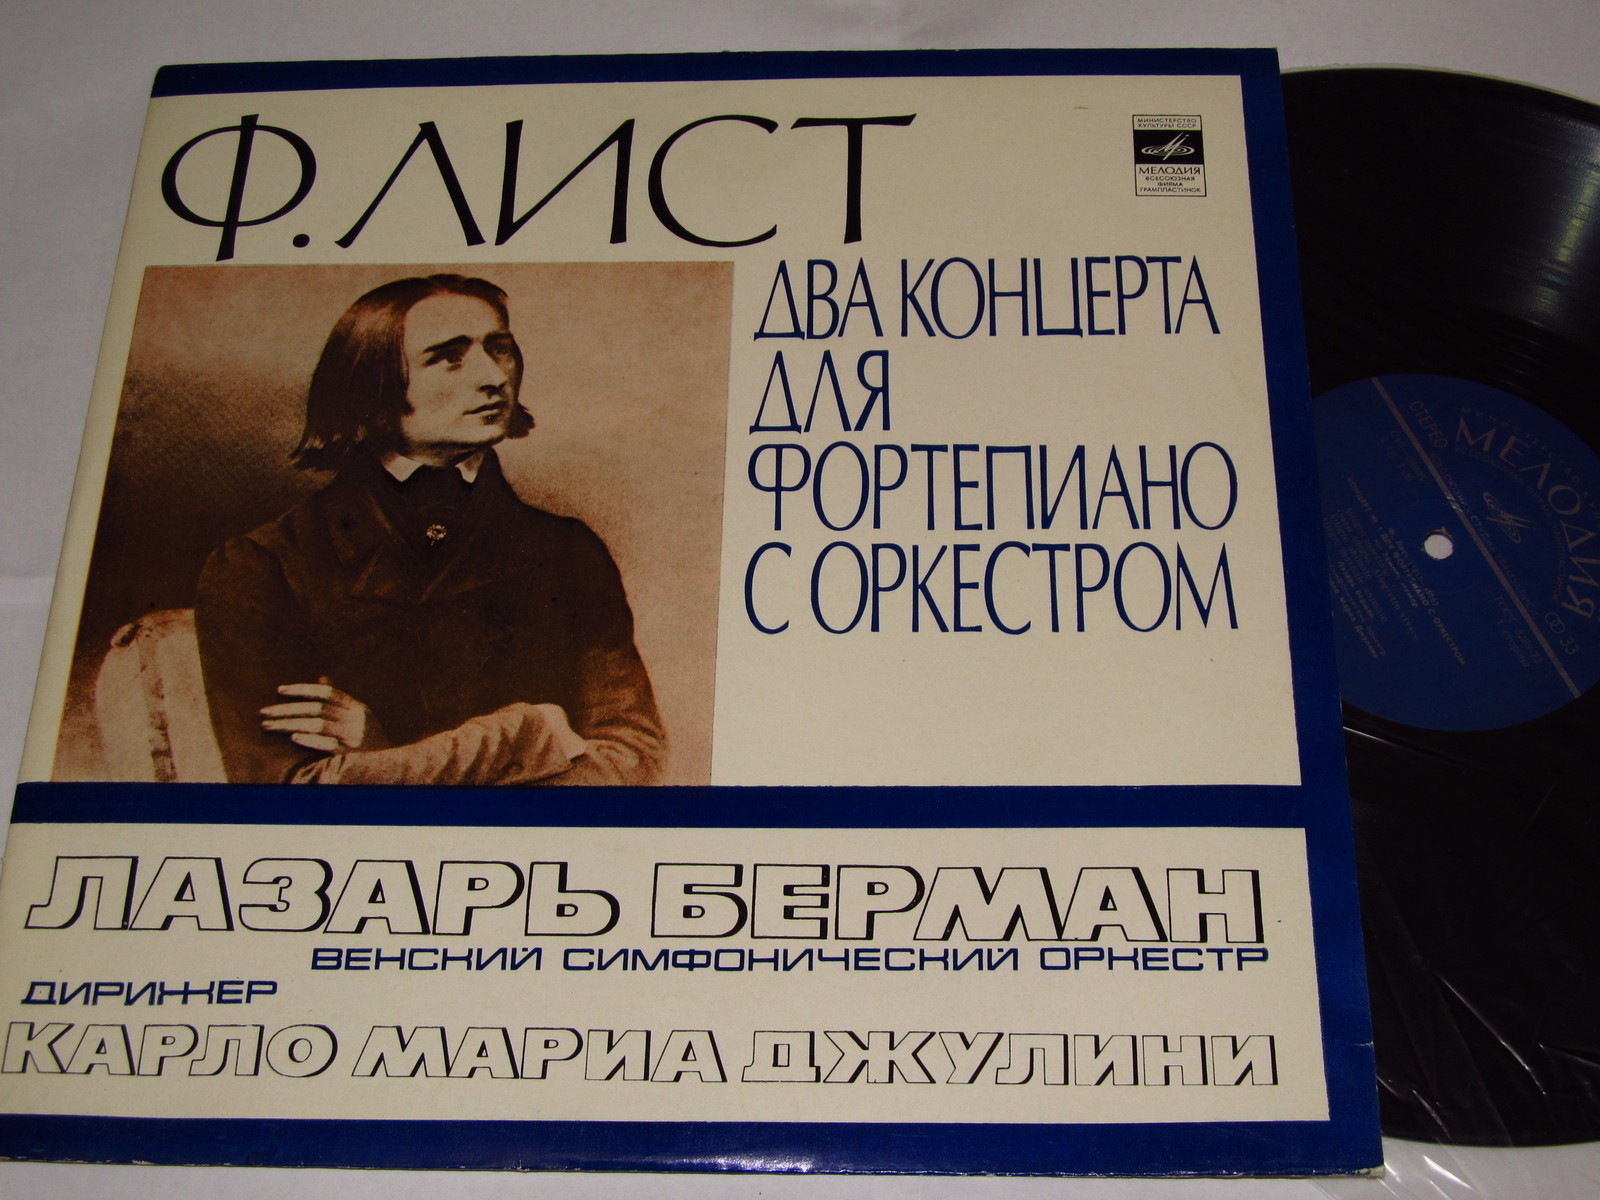 Ф. ЛИСТ
МИНИСТЕРСТВО
КУЛЬТУРЫ СССР
МЕЛОДИЯ
ВСЕСОЮЗНАЯ
ФИРМА
ГРАМПЛАСТИНОК
ДВА КОНЦЕРТА
ДЛЯ
ФОРТЕПИАНО
С ОРКЕСТРОМ
ЛАЗАРЬ БЕРМАН
ВЕНСКИЙ СИМФОНИЧЕСКИЙ ОРКЕСТР
ДИРИЖЕР
КАРЛО МАРИА ДЖУЛИНИ
МЕЛОДИЯ
СТЕРЕО
33